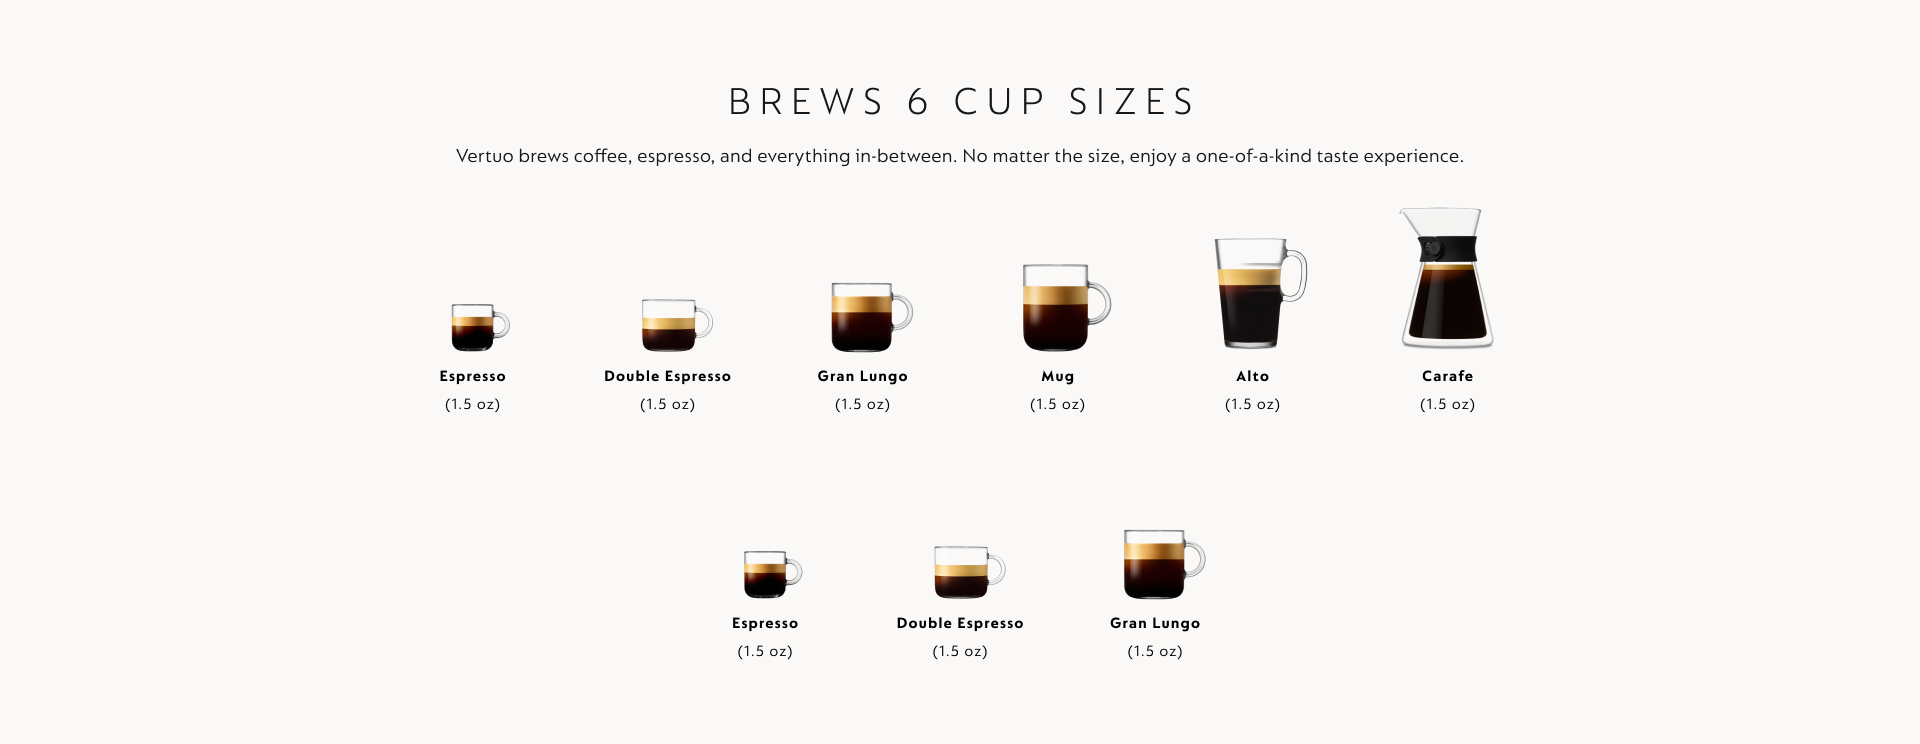 BREWS 6 CUP SIZES
Vertuo brews coffee, espresso, and everything in-between. No matter the size, enjoy a one-of-a-kind taste experience.
Espresso Double Espresso Gran Lungo Mug Alto Carafe
(1.5 oz) (1.5 oz) (1.5 oz) (1.5 oz) (1.5 oz) (1.5 oz)
Espresso Double Espresso Gran Lungo
(1.5 oz) (1.5 oz) (1.5 oz)